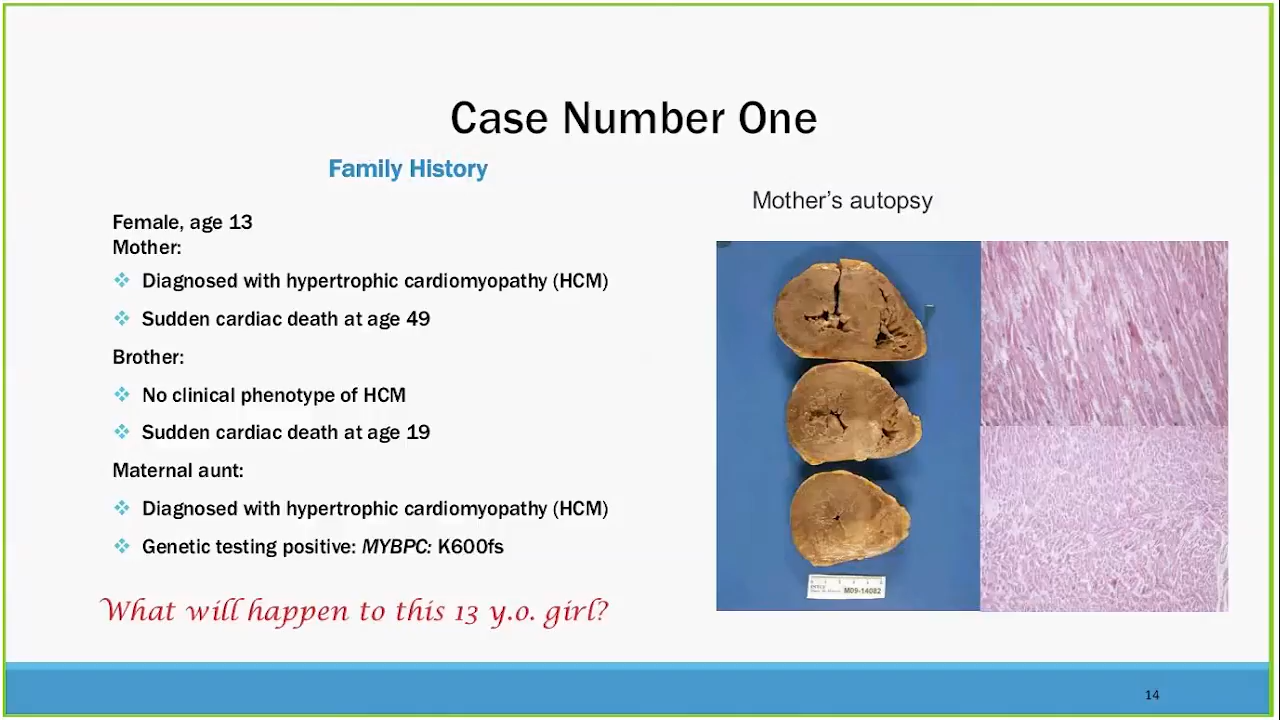 Case Number One
Family History
Mother's autopsy
Female, age 13
Mother:
Diagnosed with hypertrophic cardiomyopathy (HCM)
Sudden cardiac death at age 49
Brother:
No clinical phenotype of HCM
Sudden cardiac death at age 19
Maternal aunt:
Diagnosed with hypertrophic cardiomyopathy (HCM)
Genetic testing positive: MYBPC: K600fs
What will happen to this 13 y.o. girl?
M09-14082
14